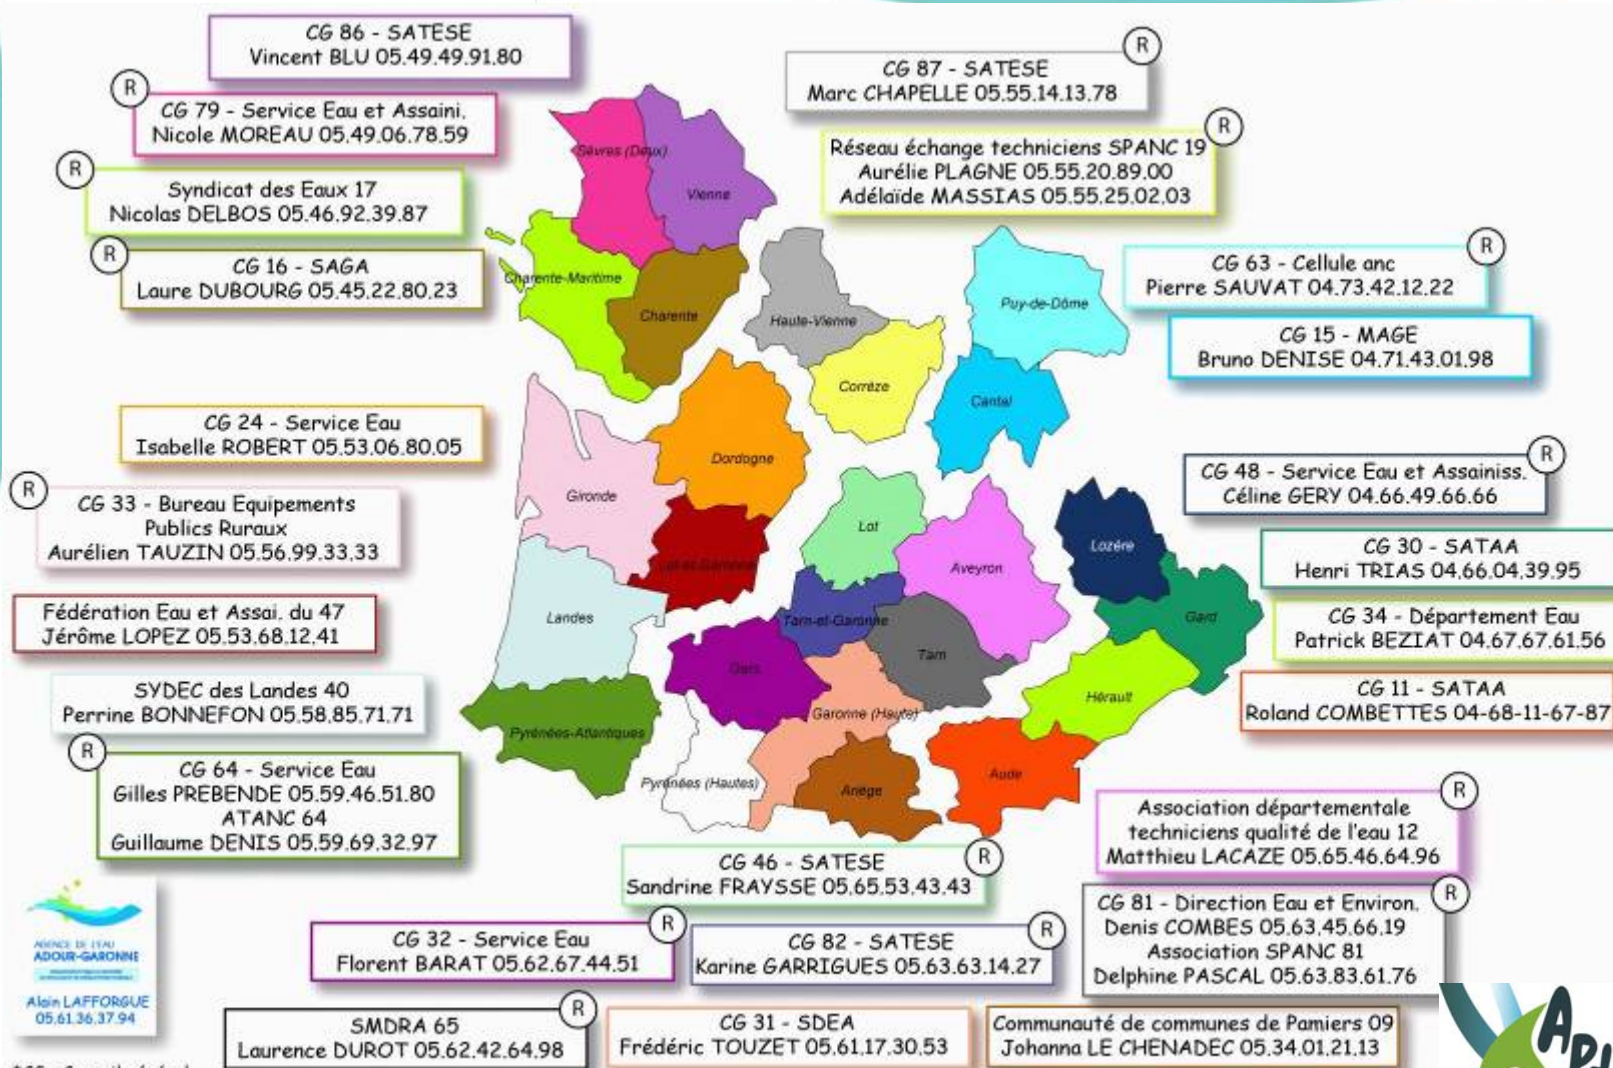 CG 86 - SATESE
Vincent BLU 05.49.49.91.80
R
CG 79 - Service Eau et Assaini.
Nicole MOREAU 05.49.06.78.59
R
Syndicat des Eaux 17
Nicolas DELBOS 05.46.92.39.87
R
CG 16 - SAGA
Laure DUBOURG 05.45.22.80.23
R
CG 87 - SATESE
Marc CHAPELLE 05.55.14.13.78
R
Réseau échange techniciens SPANC 19
Aurélie PLAGNE 05.55.20.89.00
Adélaïde MASSIAS 05.55.25.02.03
R
CG 63 - Cellule anc
Pierre SAUVAT 04.73.42.12.22
CG 15 - MAGE
Bruno DENISE 04.71.43.01.98
Sèvres (Deux)
Vienne
Charente-Maritime
Charente
Haute-Vienne
Corrèze
Puy-de-Dôme
Cantal
CG 24 - Service Eau
Isabelle ROBERT 05.53.06.80.05
R
CG 33 - Bureau Equipements
Publics Ruraux
Aurélien TAUZIN 05.56.99.33.33
Fédération Eau et Assai. du 47
Jérôme LOPEZ 05.53.68.12.41
SYDEC des Landes 40
Perrine BONNEFON 05.58.85.71.71
R
CG 64 - Service Eau
Gilles PREBENDE 05.59.46.51.80
ATANC 64
Guillaume DENIS 05.59.69.32.97
Dordogne
Gironde
Lot-et-Garonne
Landes
Lot
Aveyron
Lozère
Gard
Tarn-et-Garonne
Tarn
Hérault
Gers
Garonne (Haute)
Pyrénées-Atlantiques
Pyrénées (Hautes)
Ariège
Aude
R
CG 48 - Service Eau et Assainiss.
Céline GERY 04.66.49.66.66
CG 30 - SATAA
Henri TRIAS 04.66.04.39.95
CG 34 - Département Eau
Patrick BEZIAT 04.67.67.61.56
CG 11 - SATAA
Roland COMBETTES 04-68-11-67-87
R
Association départementale
techniciens qualité de l'eau 12
Matthieu LACAZE 05.65.46.64.96
R
CG 46 - SATESE
Sandrine FRAYSSE 05.65.53.43.43
R
CG 81 - Direction Eau et Environ.
Denis COMBES 05.63.45.66.19
Association SPANC 81
Delphine PASCAL 05.63.83.61.76
R
CG 32 - Service Eau
Florent BARAT 05.62.67.44.51
R
CG 82 - SATESE
Karine GARRIGUES 05.63.63.14.27
AGENCE DE L'EAU
ADOUR-GARONNE
Alain LAFFORGUE
05.61.36.37.94
R
SMDRA 65
Laurence DUROT 05.62.42.64.98
CG 31 - SDEA
Frédéric TOUZET 05.61.17.30.53
Communauté de communes de Pamiers 09
Johanna LE CHENADEC 05.34.01.21.13